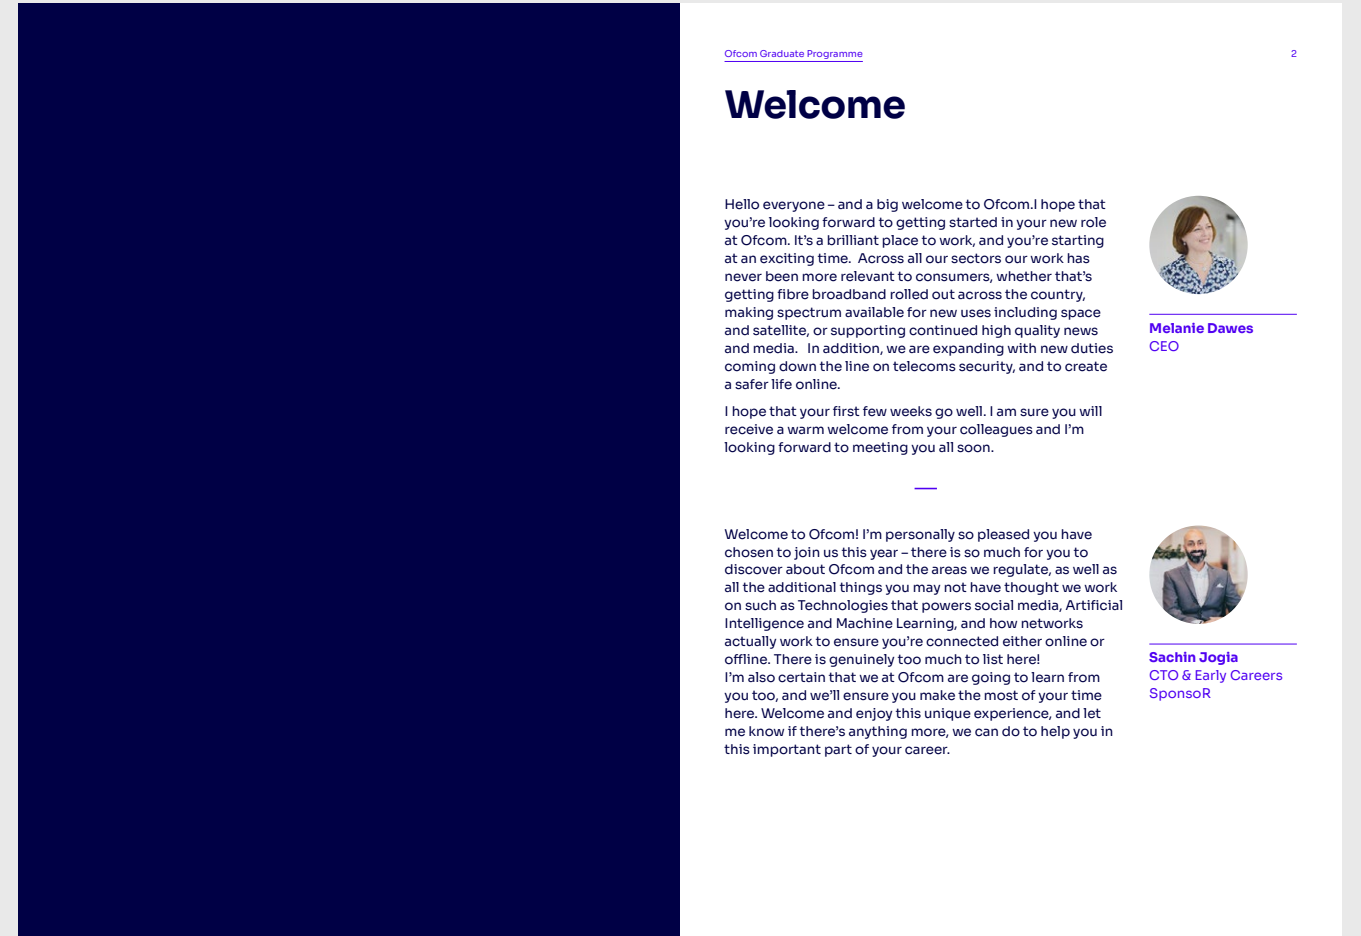 Ofcom Graduate Programme
2
Welcome
Hello everyone – and a big welcome to Ofcom.I hope that
you’re looking forward to getting started in your new role
at Ofcom. It’s a brilliant place to work, and you’re starting
at an exciting time.  Across all our sectors our work has
never been more relevant to consumers, whether that’s
getting fibre broadband rolled out across the country,
making spectrum available for new uses including space
and satellite, or supporting continued high quality news
and media.   In addition, we are expanding with new duties
coming down the line on telecoms security, and to create
a safer life online.
I hope that your first few weeks go well. I am sure you will
receive a warm welcome from your colleagues and I’m
looking forward to meeting you all soon.
Melanie Dawes
CEO
Welcome to Ofcom! I’m personally so pleased you have
chosen to join us this year – there is so much for you to
discover about Ofcom and the areas we regulate, as well as
all the additional things you may not have thought we work
on such as Technologies that powers social media, Artificial
Intelligence and Machine Learning, and how networks
actually work to ensure you’re connected either online or
offline. There is genuinely too much to list here!
I’m also certain that we at Ofcom are going to learn from
you too, and we’ll ensure you make the most of your time
here. Welcome and enjoy this unique experience, and let
me know if there’s anything more, we can do to help you in
this important part of your career.
Sachin Jogia
CTO & Early Careers
SponsoR